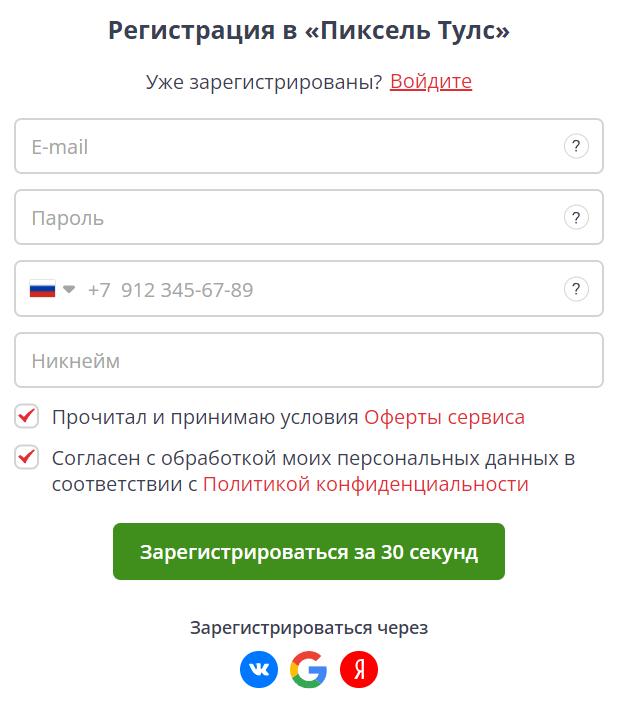 Регистрация в «Пиксель Тулс»
Уже зарегистрированы? Войдите
E-mail ?
Пароль ?
+7 912 345-67-89 ?
Никнейм
Прочитал и принимаю условия Оферты сервиса
Согласен с обработкой моих персональных данных в
соответствии с Политикой конфиденциальности
Зарегистрироваться за 30 секунд
Зарегистрироваться через
VK G Я